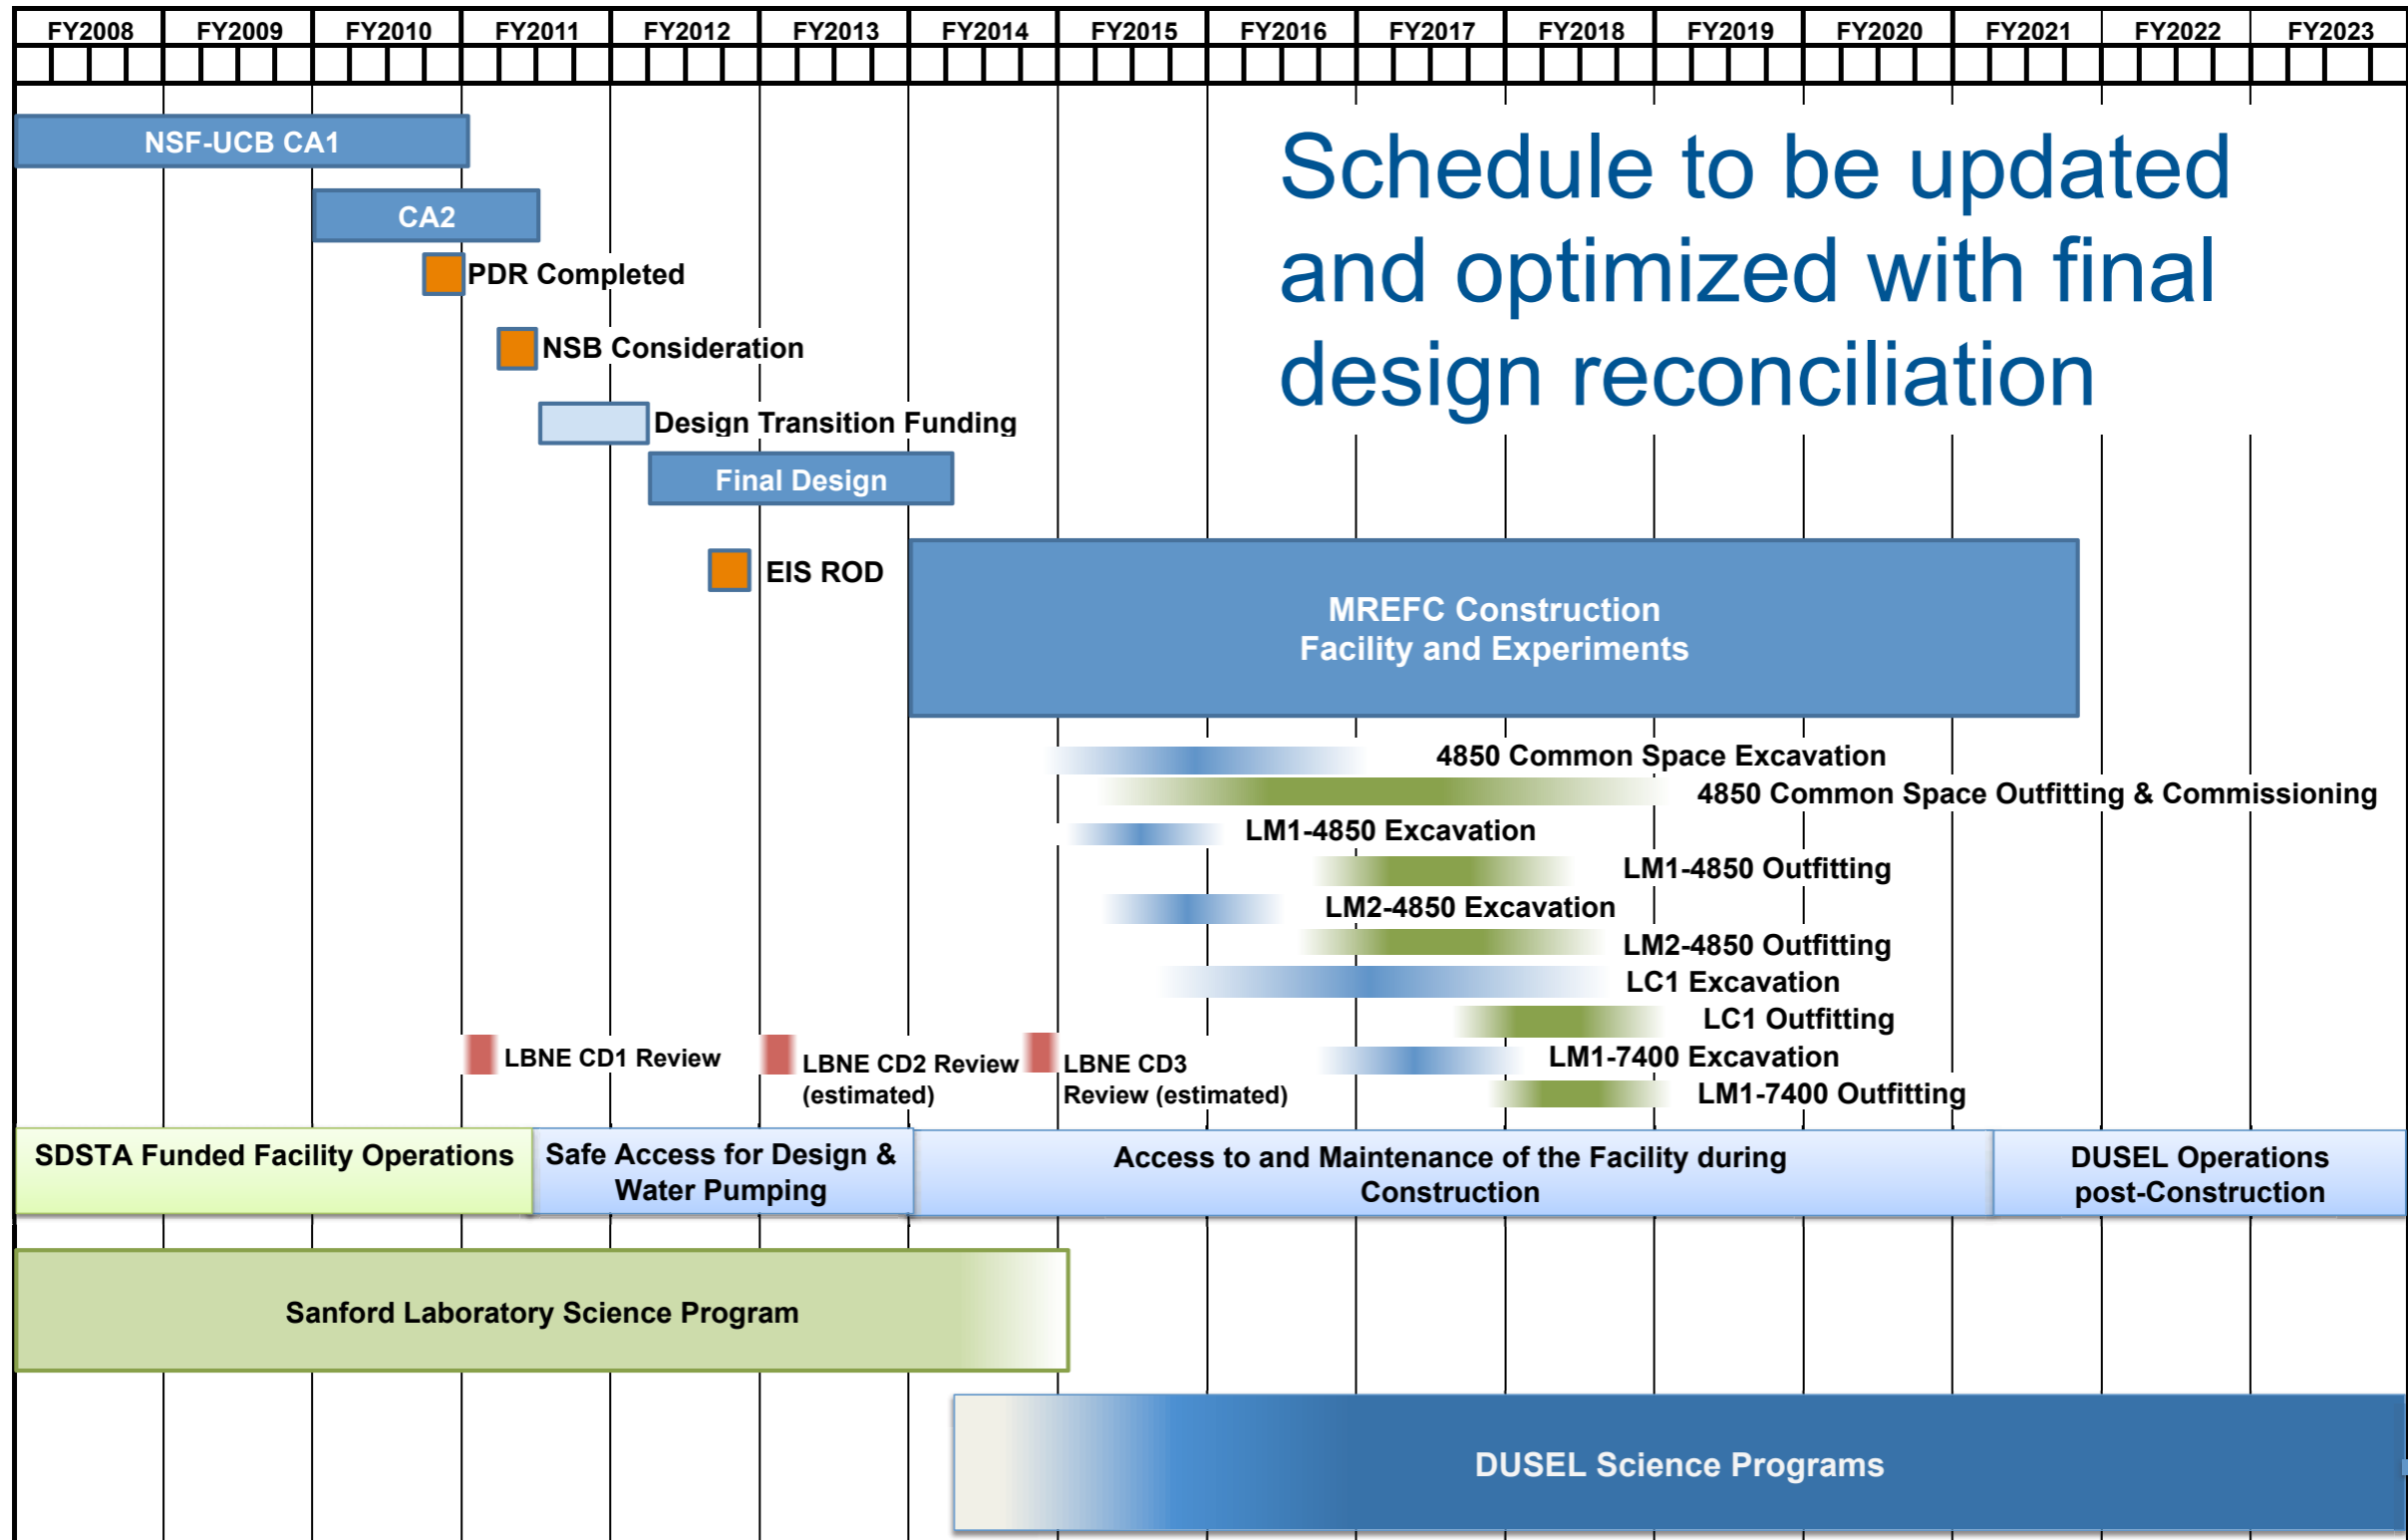 FY2008 FY2009 FY2010 FY2011 FY2012 FY2013 FY2014 FY2015 FY2016 FY2017 FY2018 FY2019 FY2020 FY2021 FY2022 FY2023
NSF-UCB CA1
Schedule to be updated
and optimized with final
design reconciliation
CA2
PDR Completed
NSB Consideration
Design Transition Funding
Final Design
EIS ROD
MREFC Construction
Facility and Experiments
4850 Common Space Excavation
4850 Common Space Outfitting & Commissioning
LM1-4850 Excavation
LM1-4850 Outfitting
LM2-4850 Excavation
LM2-4850 Outfitting
LC1 Excavation
LC1 Outfitting
LBNE CD1 Review
LBNE CD2 Review
(estimated)
LBNE CD3
Review (estimated)
LM1-7400 Excavation
LM1-7400 Outfitting
SDSTA Funded Facility Operations
Safe Access for Design &
Water Pumping
Access to and Maintenance of the Facility during
Construction
DUSEL Operations
post-Construction
Sanford Laboratory Science Program
DUSEL Science Programs